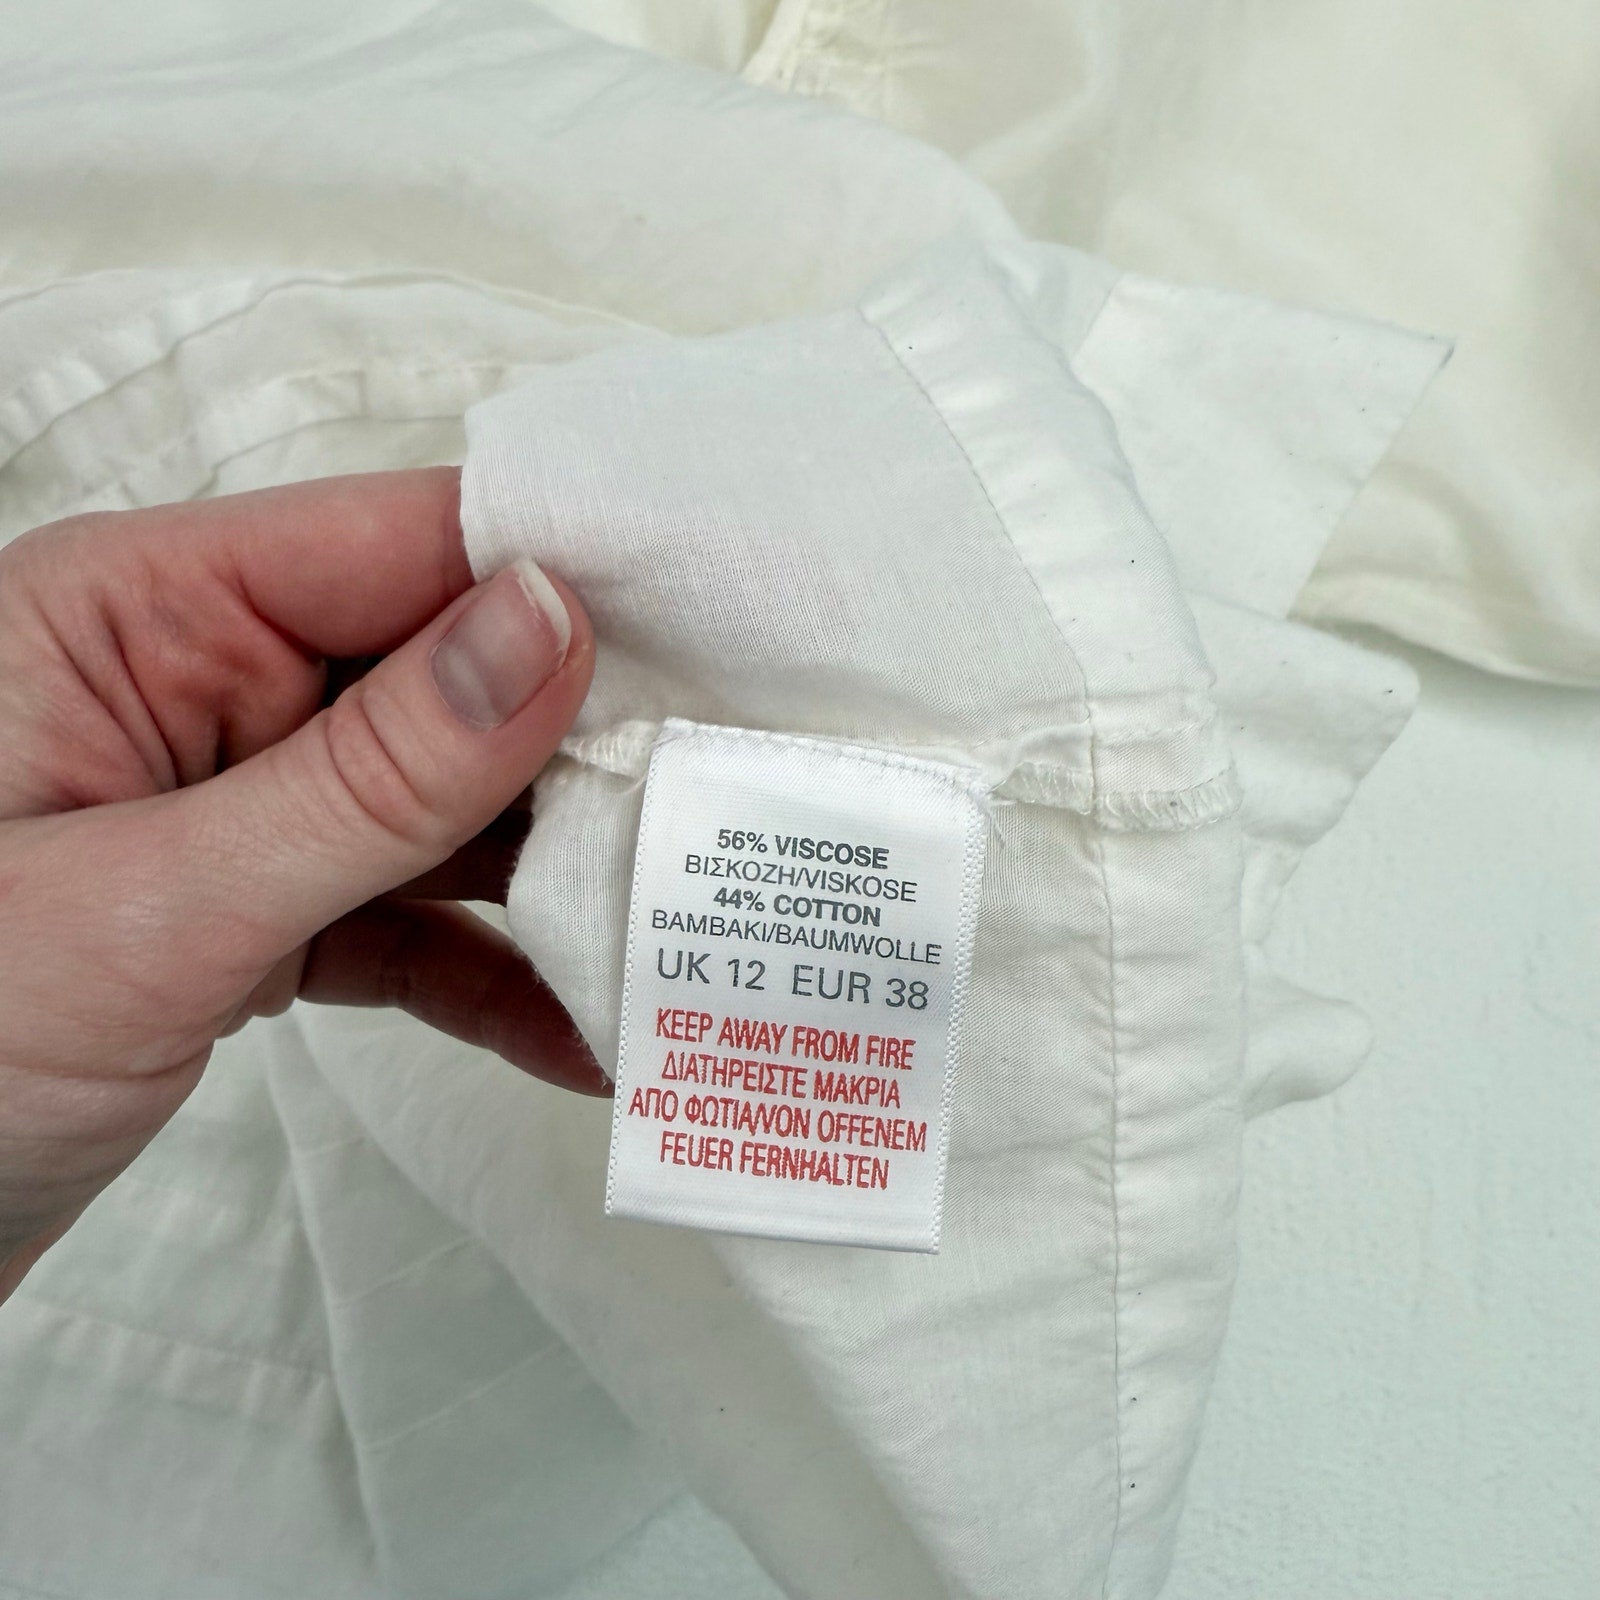 56% VISCOSE
ΒΙΣΚΟΖΗ/VISKOSE
44% COTTON
ΒΑΜΒΑΚΙ/BAUMWOLLE
UK 12 EUR 38
KEEP AWAY FROM FIRE
ΔΙΑΤΗΡΕΙΣΤΕ ΜΑΚΡΙΑ
ΑΠΟ ΦΩΤΙΑ/VON OFFENEM
FEUER FERNHALTEN